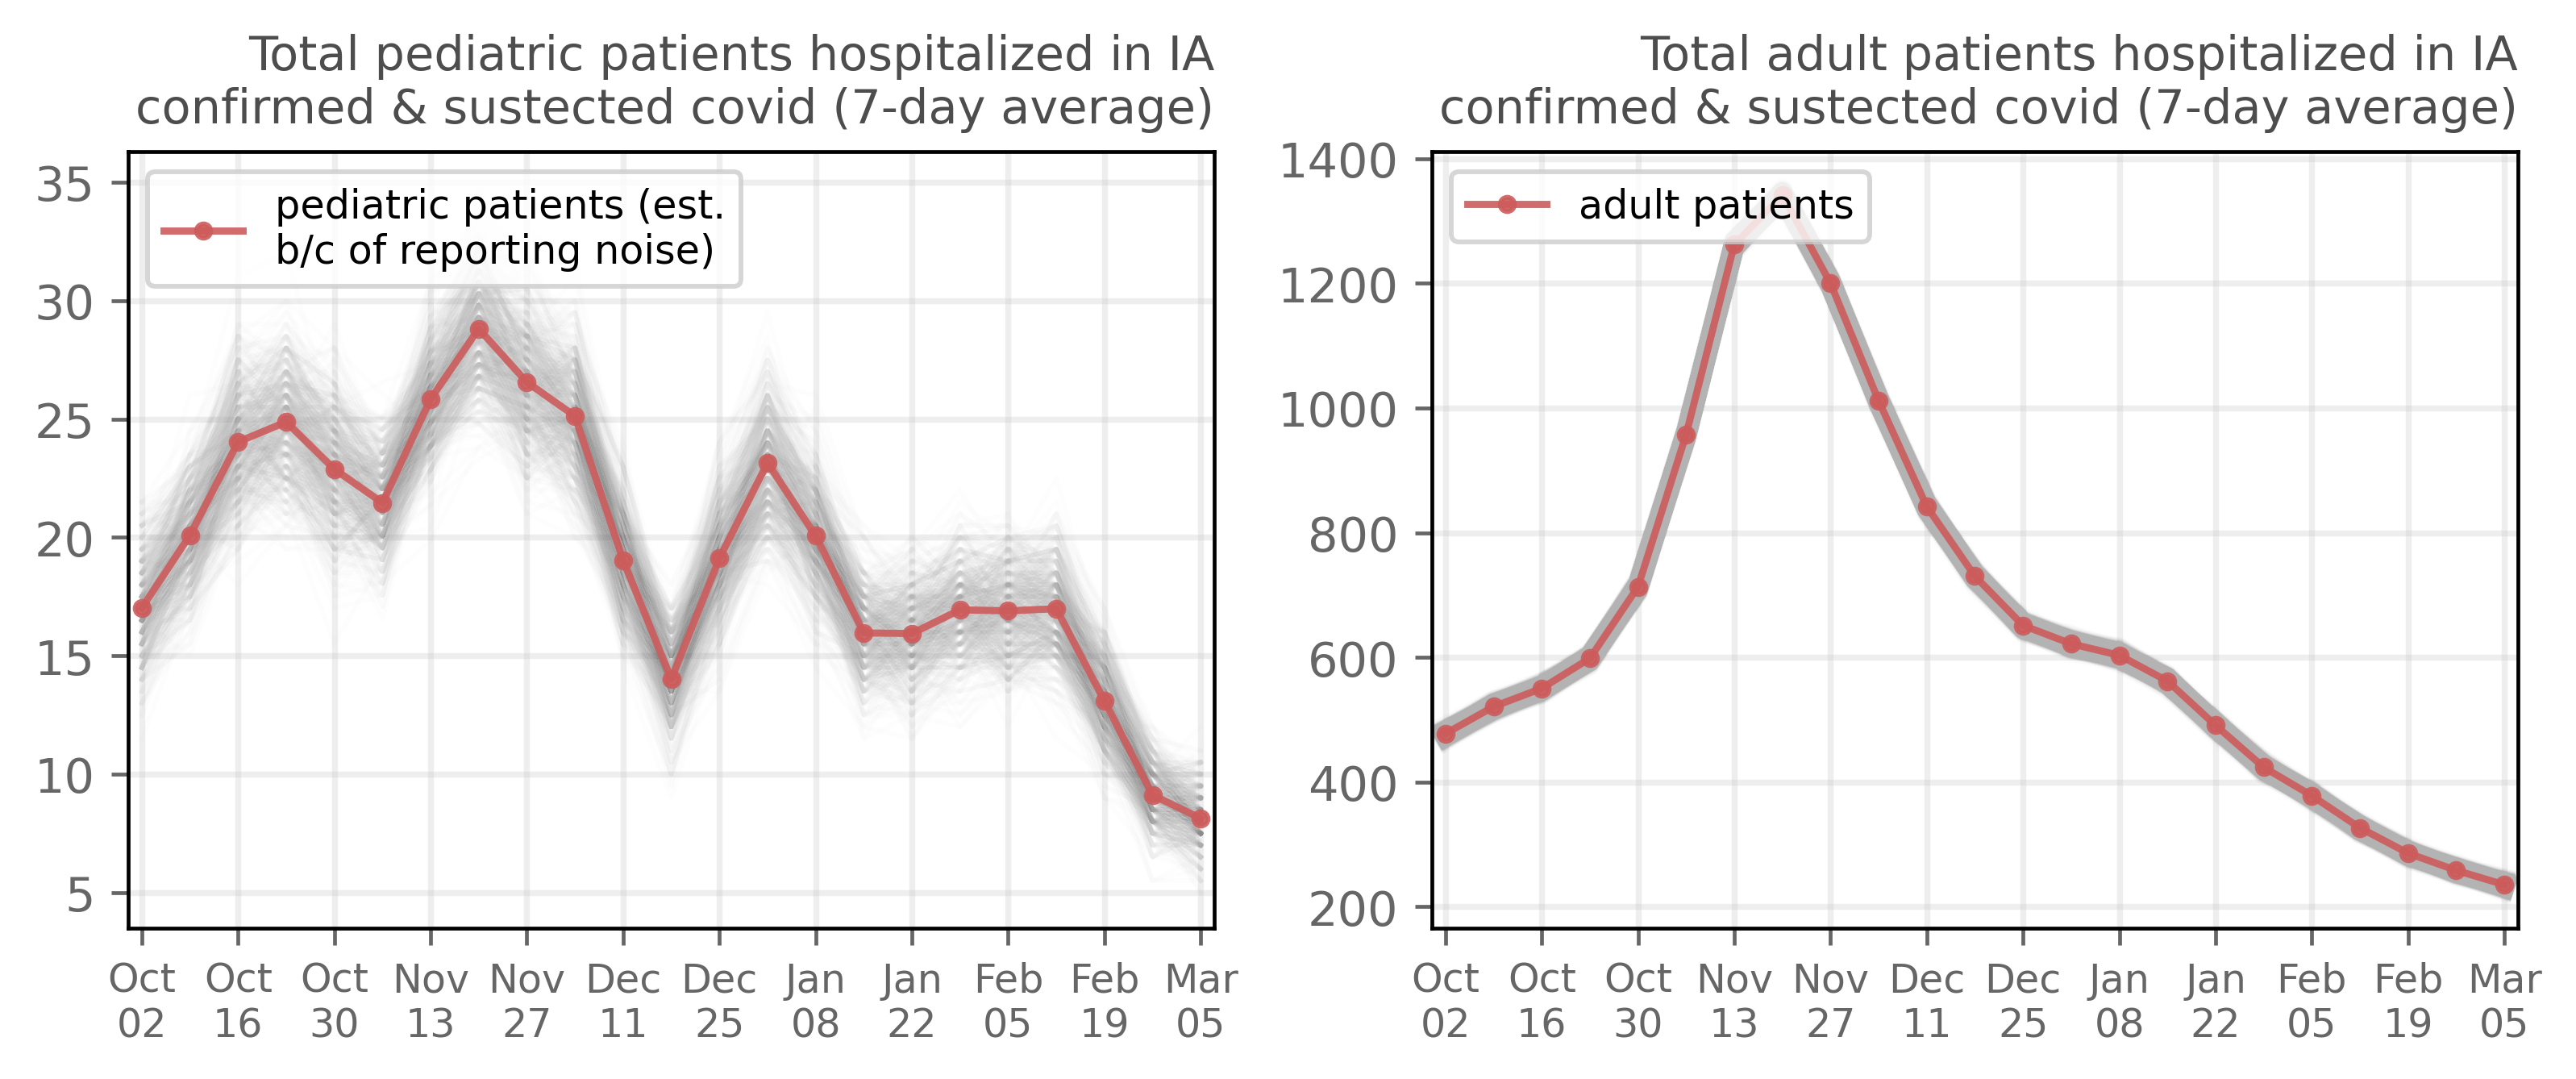 Total pediatric patients hospitalized in IA
confirmed & sustected covid (7-day average)
pediatric patients (est.
b/c of reporting noise)
35
30
25
20
15
10
5
Oct Oct Oct Nov Nov Dec Dec Jan Jan Feb Feb Mar
02 16 30 13 27 11 25 08 22 05 19 05
Total adult patients hospitalized in IA
confirmed & sustected covid (7-day average)
adult patients
1400
1200
1000
800
600
400
200
Oct Oct Oct Nov Nov Dec Dec Jan Jan Feb Feb Mar
02 16 30 13 27 11 25 08 22 05 19 05